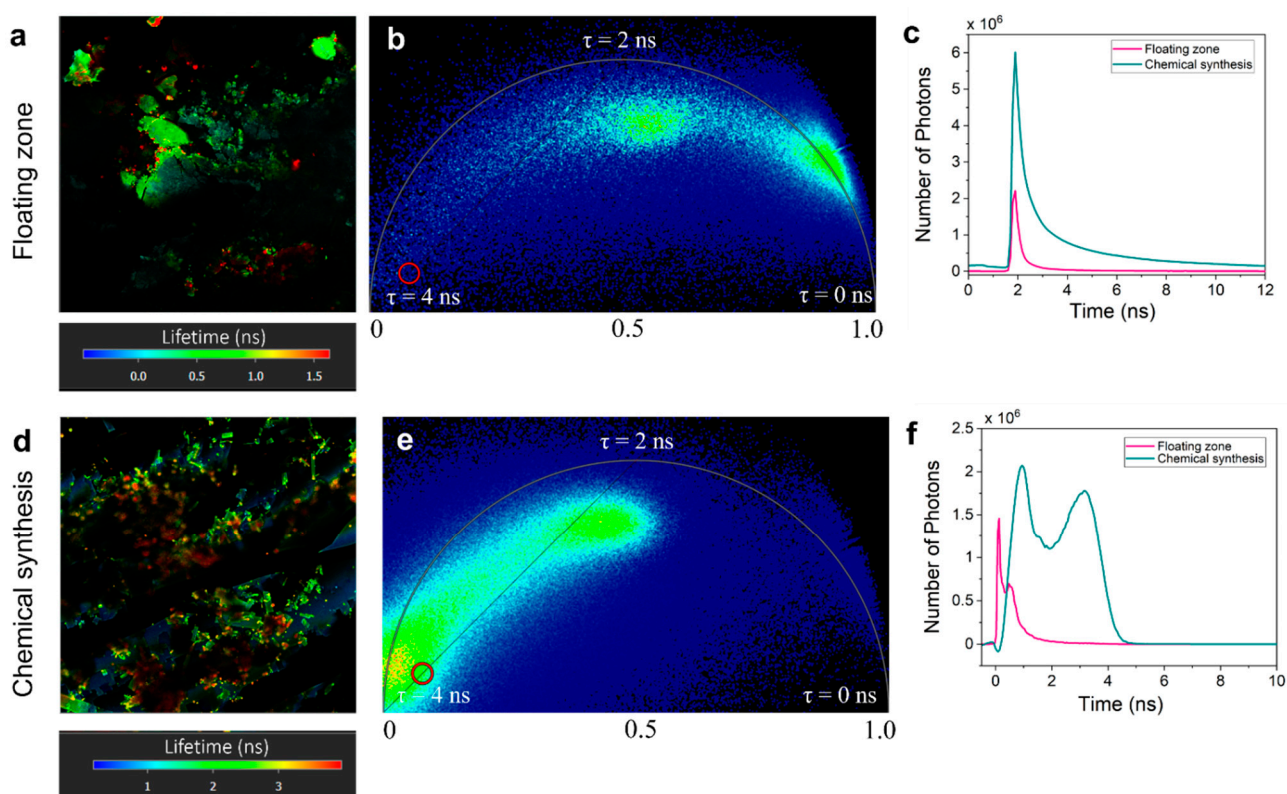 a
Floating zone
Lifetime (ns)
0.0 0.5 1.0 1.5
b
τ = 2 ns
τ = 4 ns
τ = 0 ns
0 0.5 1.0
c
x 10⁶
Floating zone
Chemical synthesis
Number of Photons
6
5
4
3
2
1
0
0 2 4 6 8 10 12
Time (ns)
d
Chemical synthesis
Lifetime (ns)
1 2 3
e
τ = 2 ns
τ = 4 ns
τ = 0 ns
0 0.5 1.0
f
x 10⁶
Floating zone
Chemical synthesis
Number of Photons
2.5
2.0
1.5
1.0
0.5
0
0 2 4 6 8 10
Time (ns)